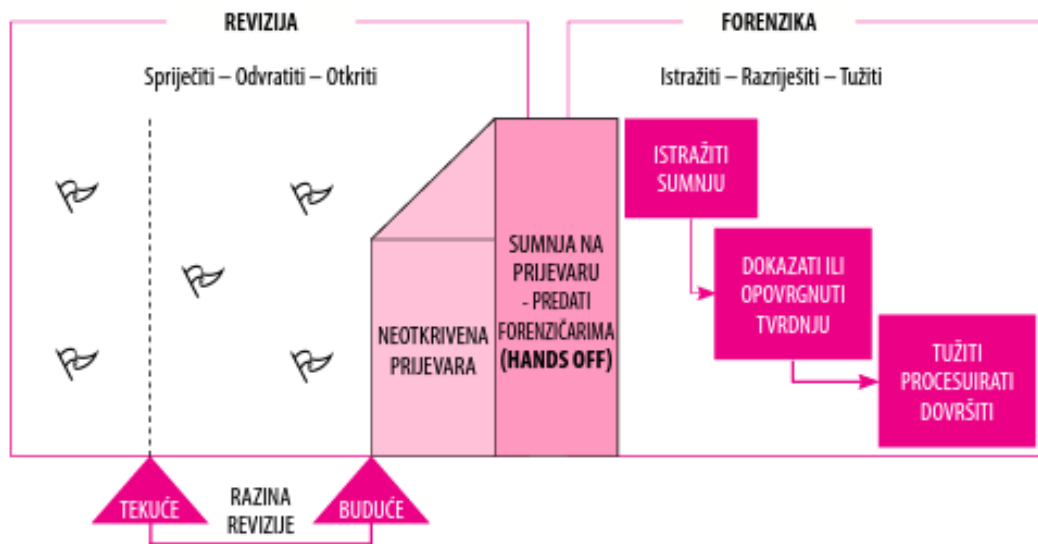 REVIZIJA
Spriječiti – Odvratiti – Otkriti
FORENZIKA
Istražiti – Razriješiti – Tužiti
NEOTKRIVENA
PRIJEVARA
SUMNJA NA
PRIJEVARU
- PREDATI
FORENZIČARIMA
(HANDS OFF)
ISTRAŽITI
SUMNJU
DOKAZATI ILI
OPOVRGNUTI
TVRDNJU
TUŽITI
PROCESUIRATI
DOVRŠITI
TEKUĆE
RAZINA
REVIZIJE
BUDUĆE